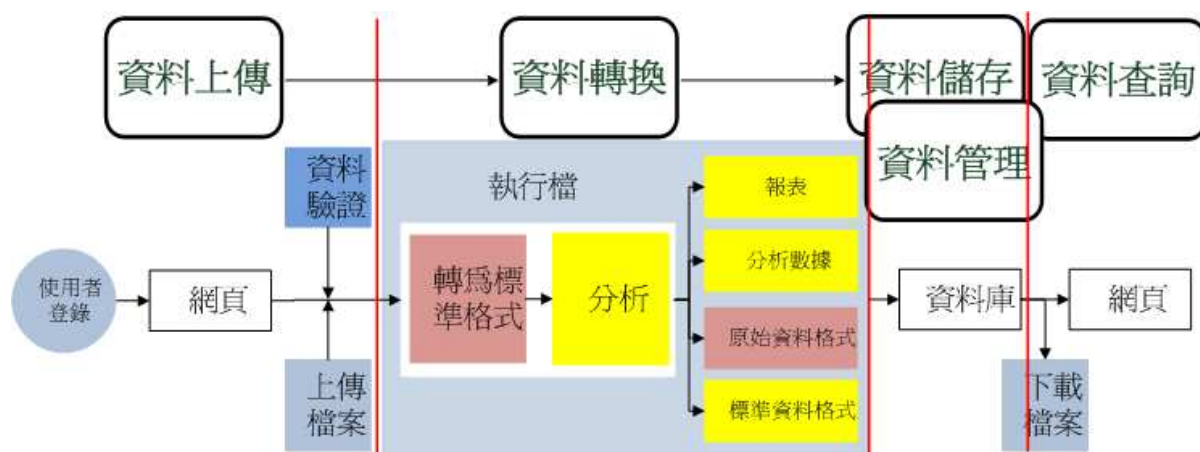 資料上傳
資料轉換
資料儲存
資料查詢
資料管理
資料
驗證
執行檔
報表
分析數據
原始資料格式
標準資料格式
轉為標
準格式
分析
使用者
登錄
網頁
上傳
檔案
資料庫
網頁
下載
檔案